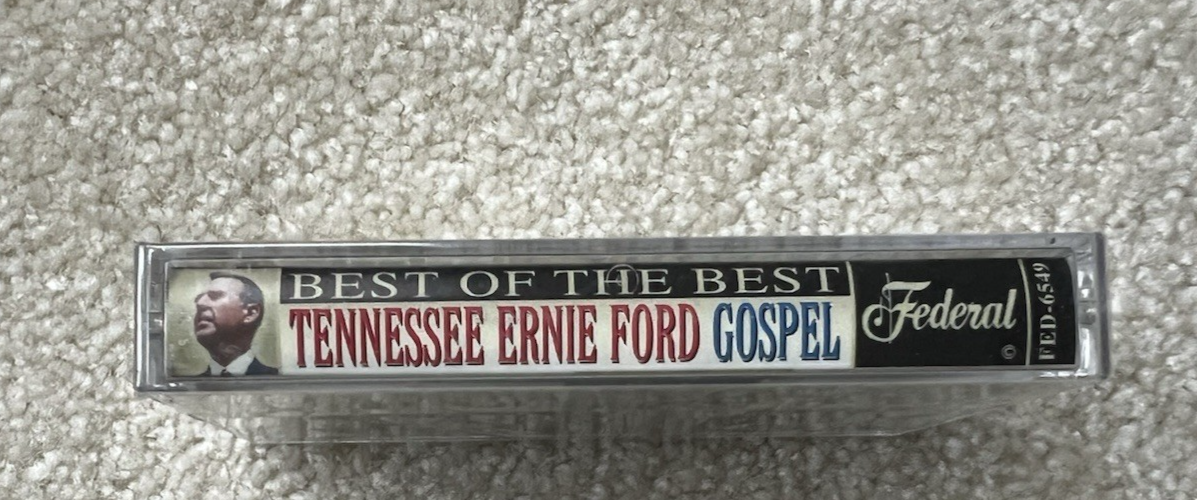 BEST OF THE BEST
TENNESSEE ERNIE FORD GOSPEL
Federal
©
FED-6549